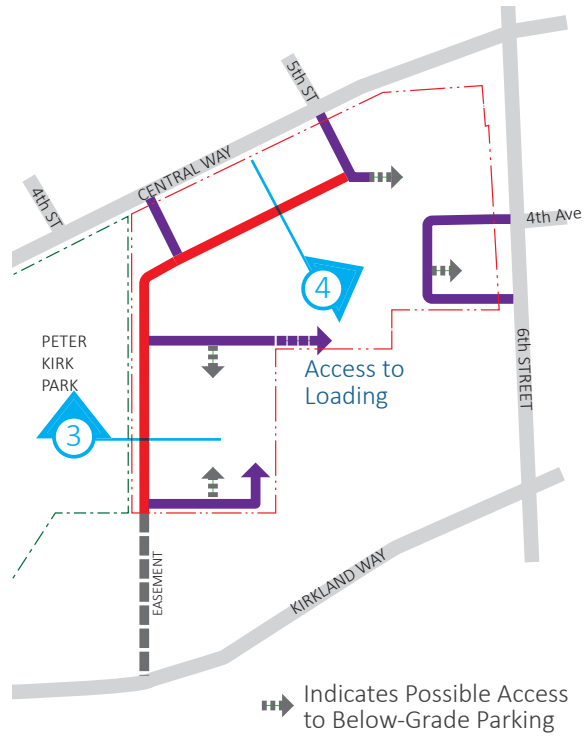 5th ST
CENTRAL WAY
4th ST
4th Ave
4
PETER
KIRK
PARK
6th STREET
Access to
Loading
3
EASEMENT
KIRKLAND WAY
Indicates Possible Access
to Below-Grade Parking